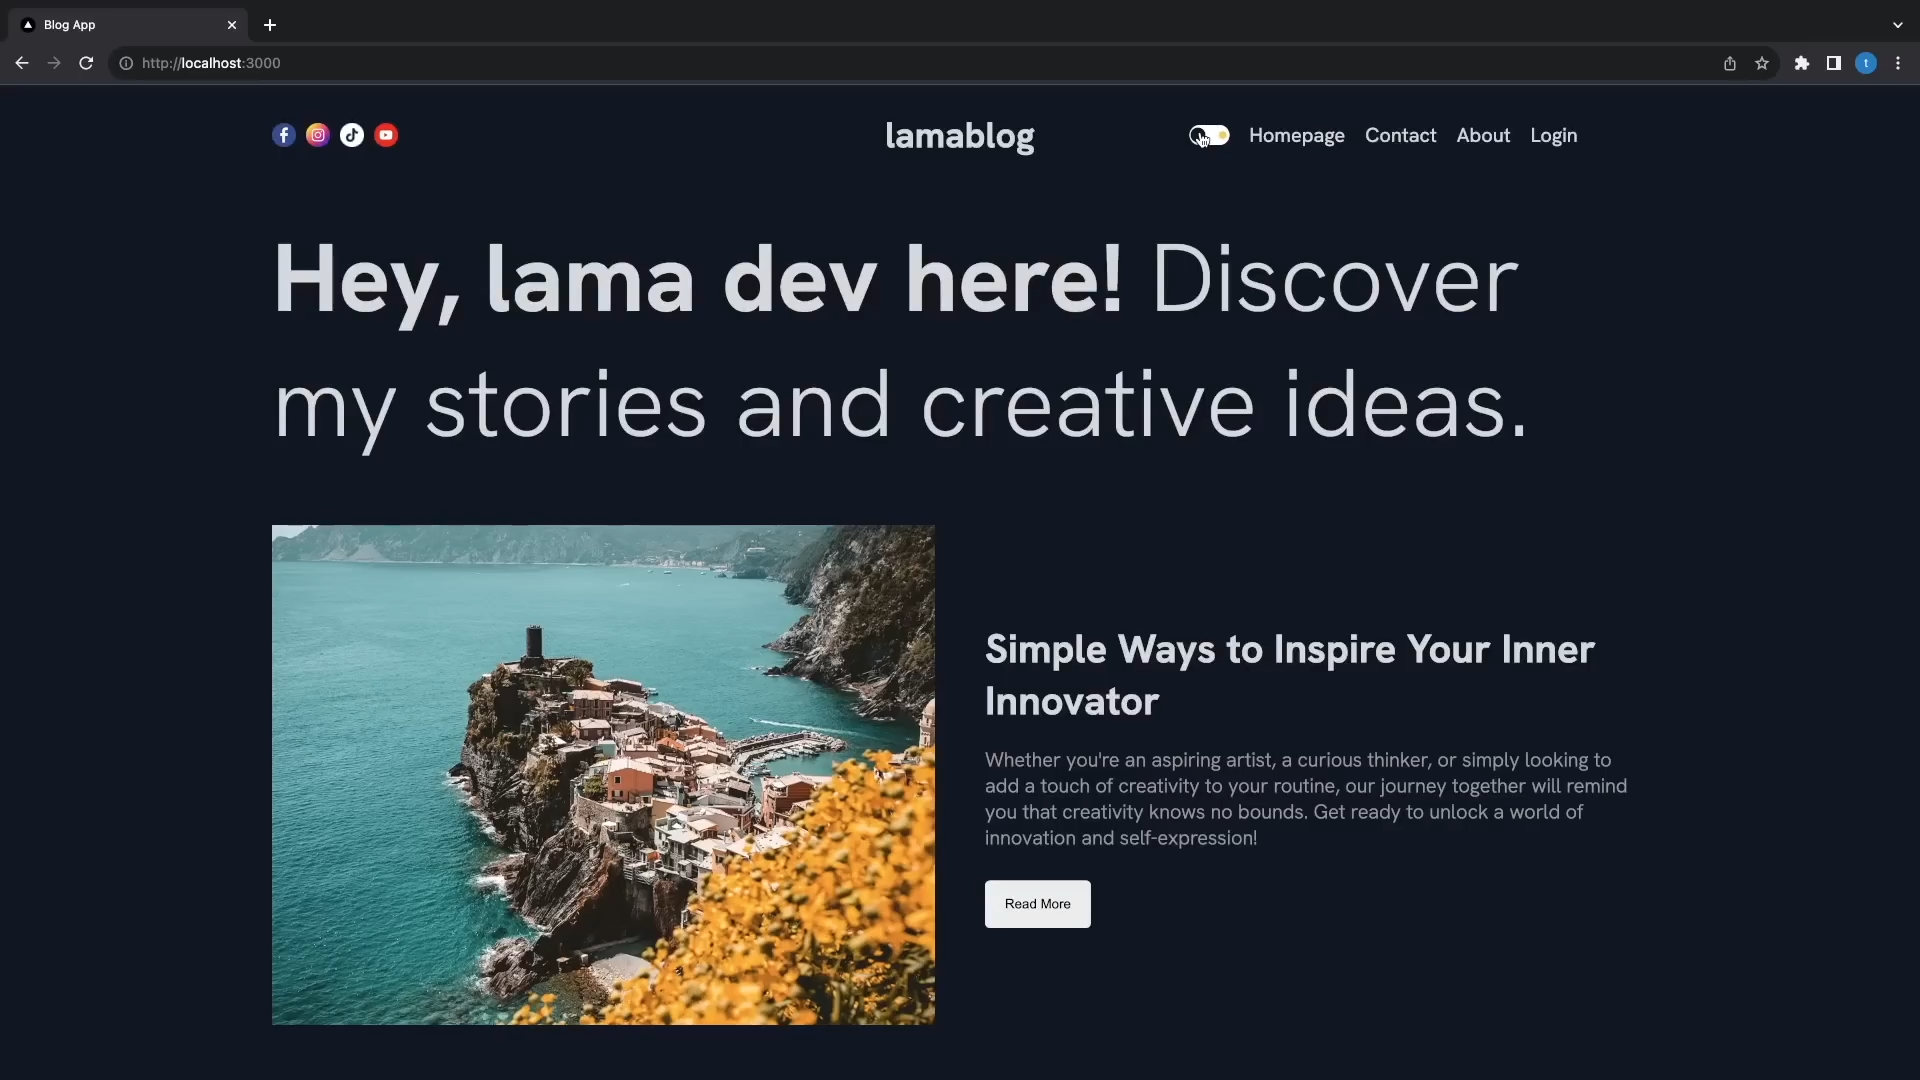 Blog App
http://localhost:3000
t
lamablog
Homepage Contact About Login
Hey, lama dev here! Discover
my stories and creative ideas.
Simple Ways to Inspire Your Inner
Innovator
Whether you're an aspiring artist, a curious thinker, or simply looking to
add a touch of creativity to your routine, our journey together will remind
you that creativity knows no bounds. Get ready to unlock a world of
innovation and self-expression!
Read More